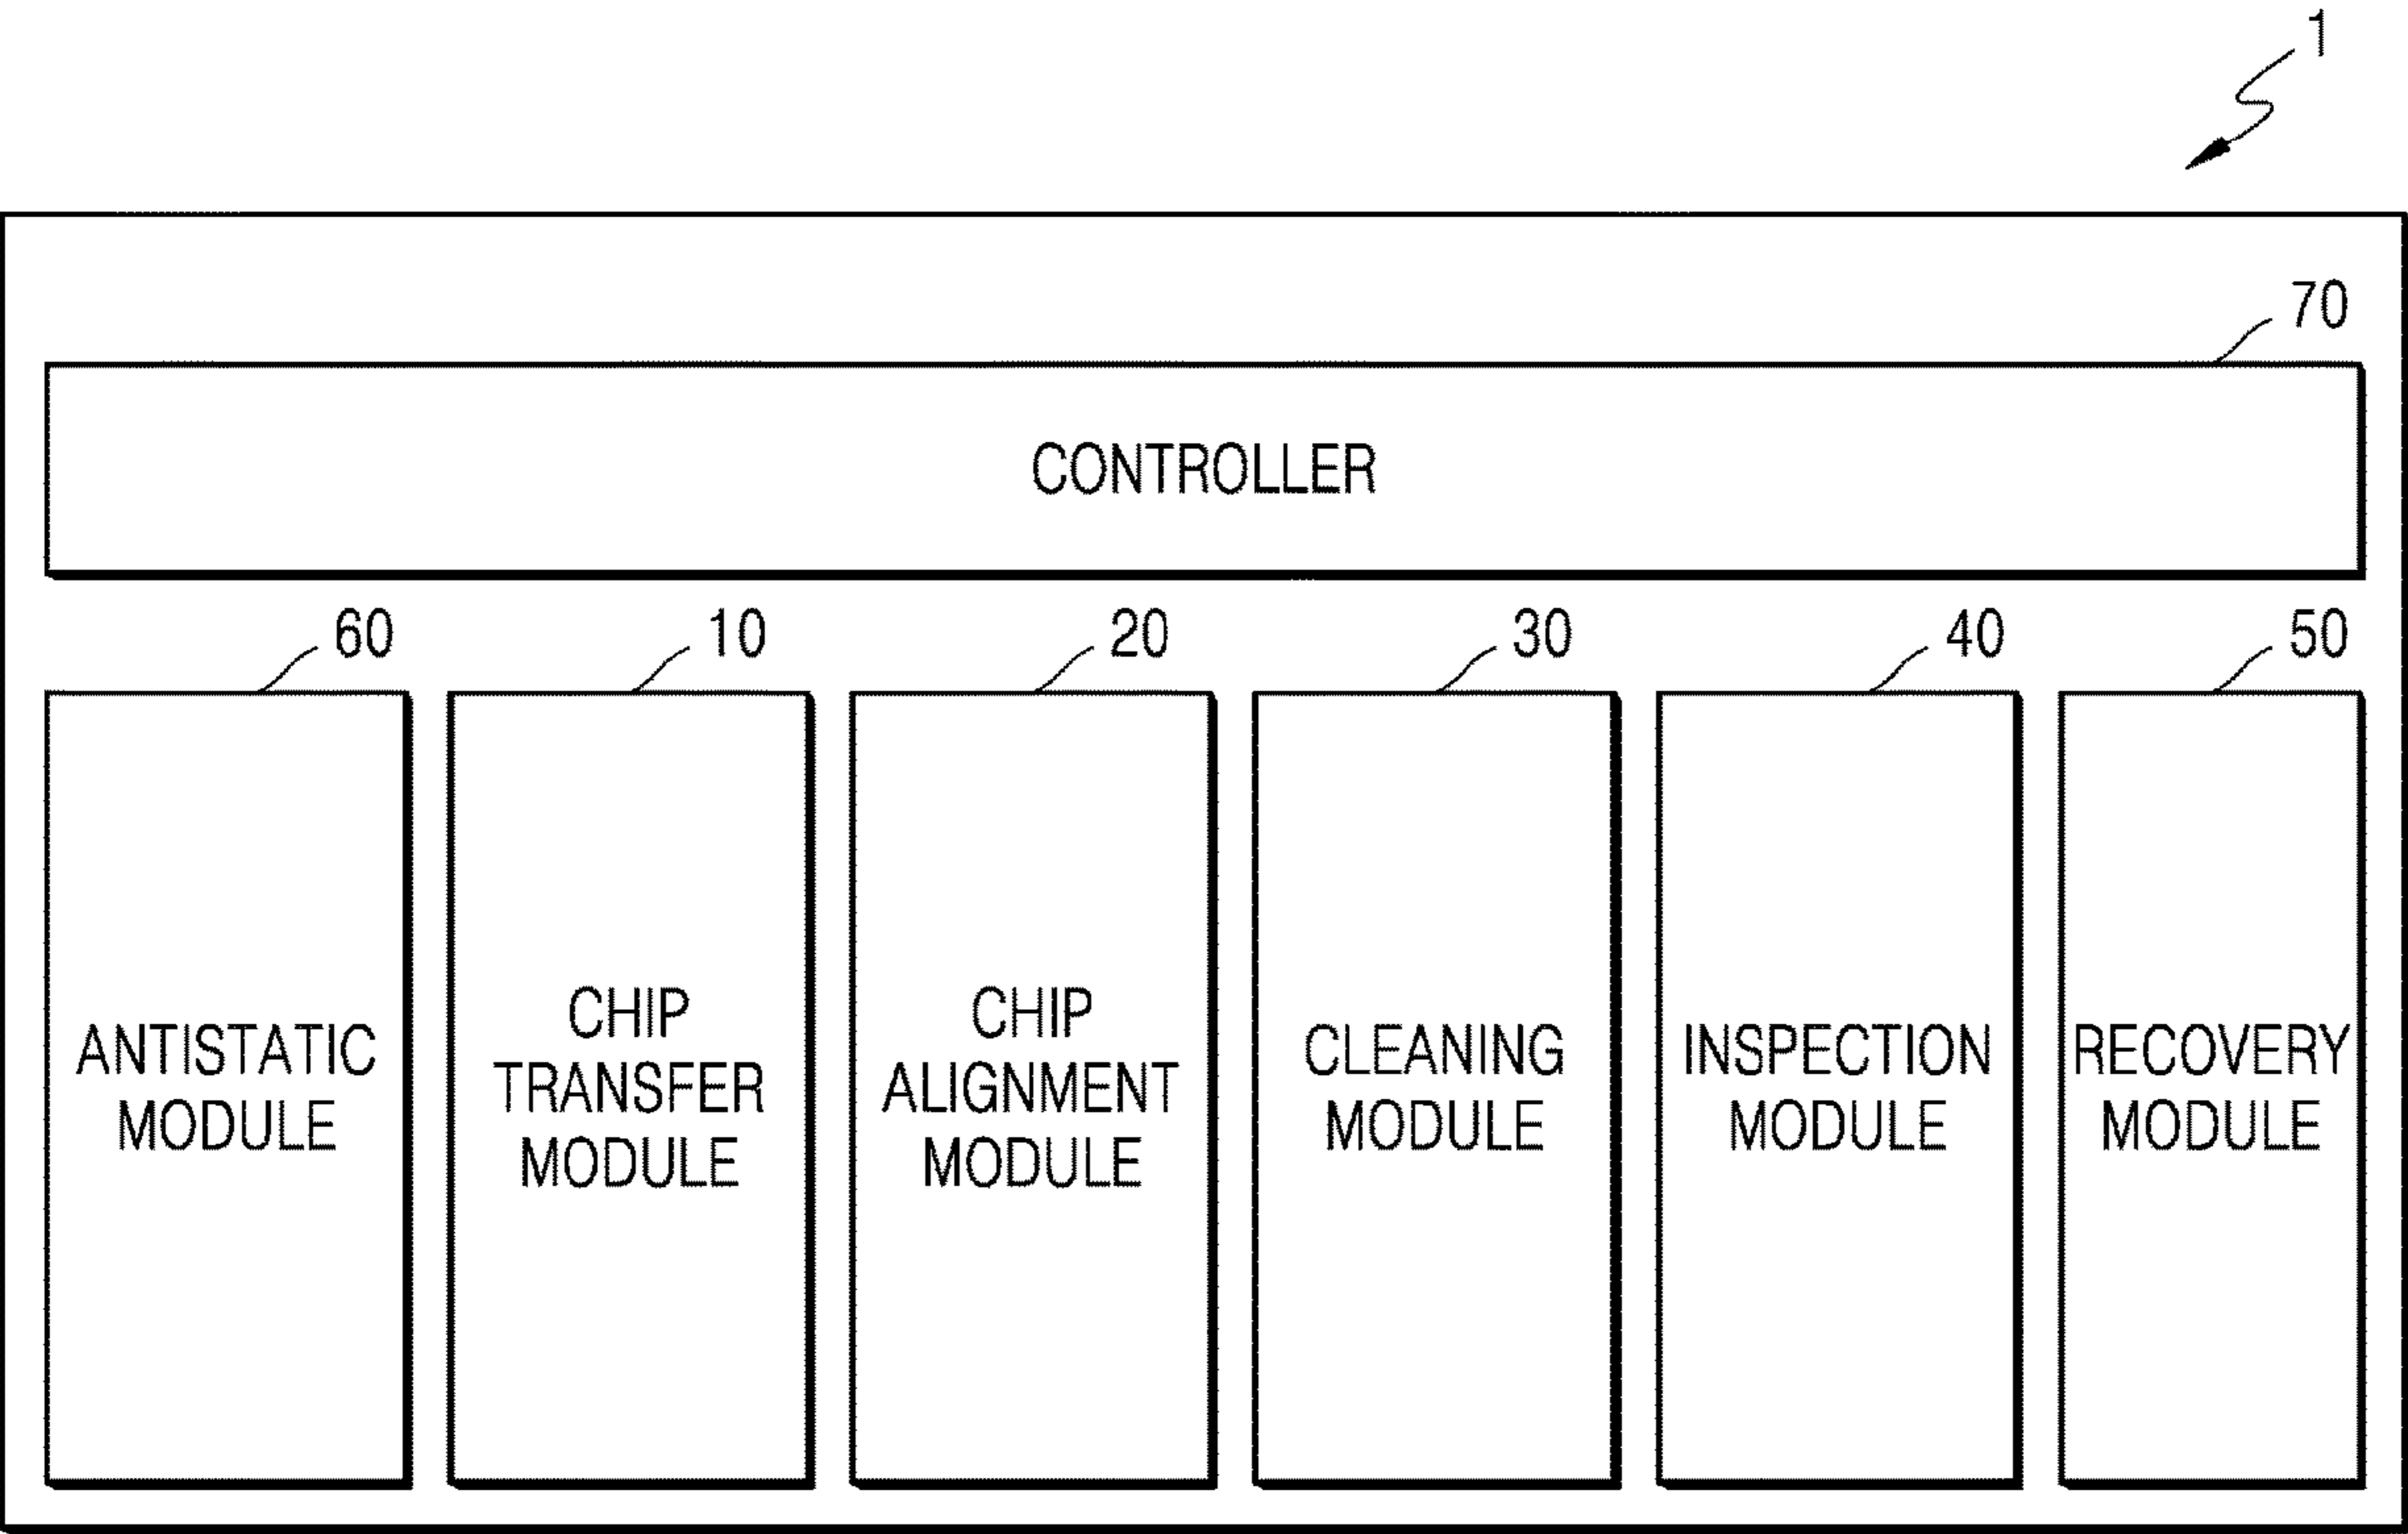 1
70
CONTROLLER
60
10
20
30
40
50
ANTISTATIC
MODULE
CHIP
TRANSFER
MODULE
CHIP
ALIGNMENT
MODULE
CLEANING
MODULE
INSPECTION
MODULE
RECOVERY
MODULE